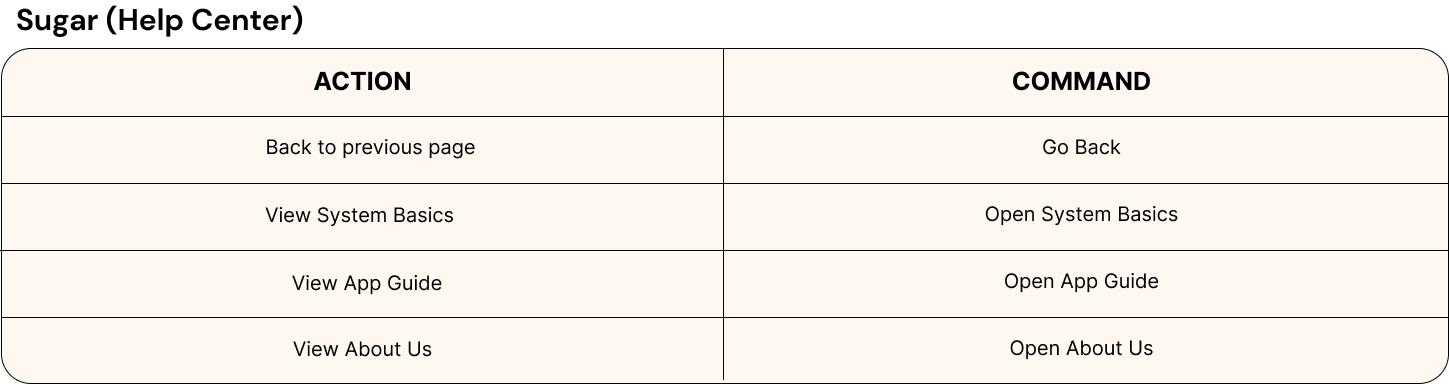 Sugar (Help Center)
ACTION COMMAND
Back to previous page Go Back
View System Basics Open System Basics
View App Guide Open App Guide
View About Us Open About Us